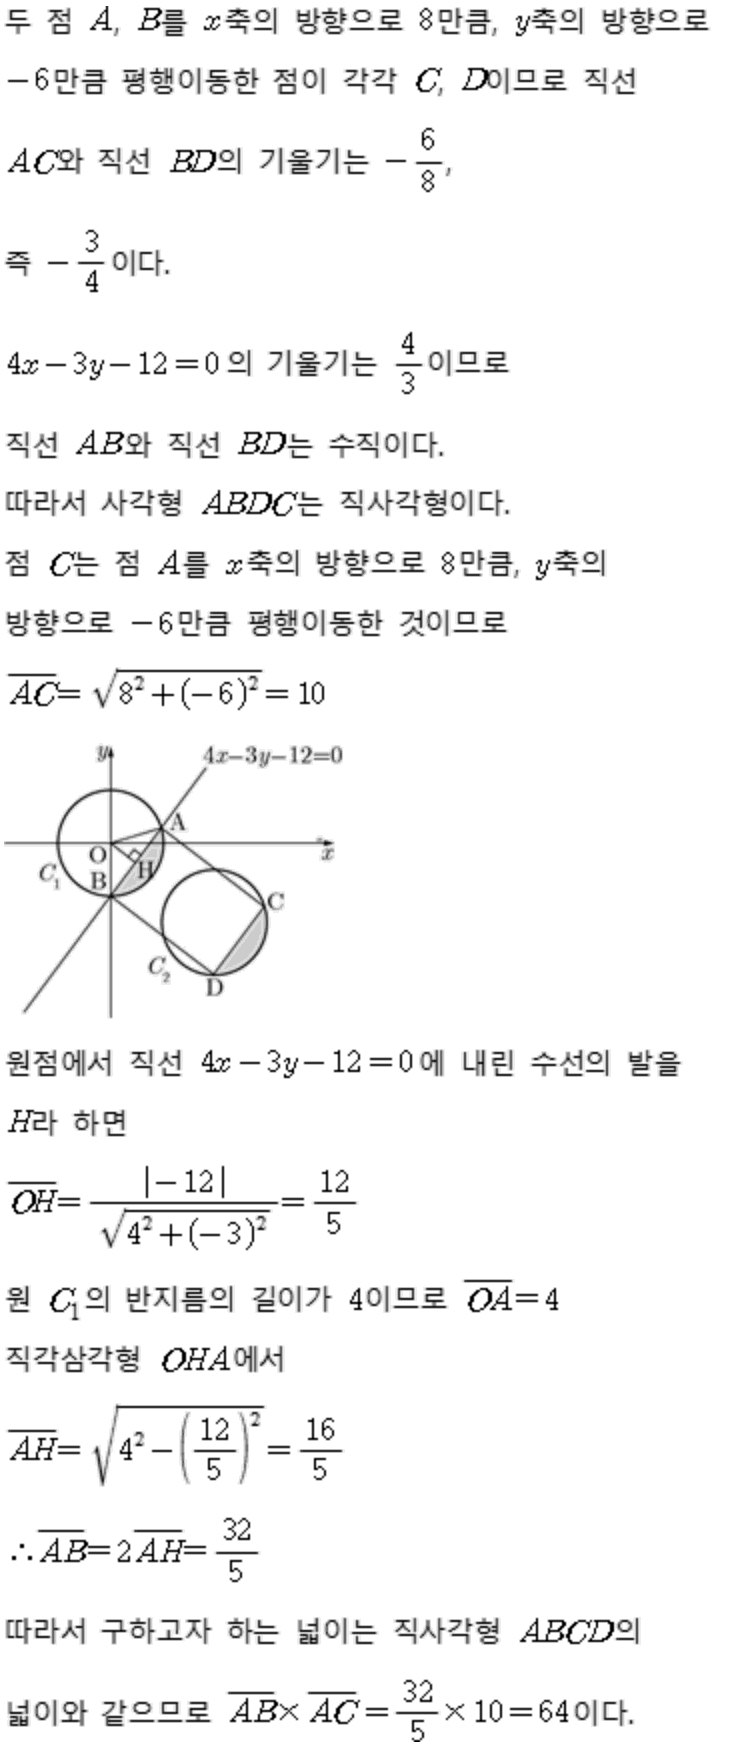 두 점 A, B를 x축의 방향으로 8만큼, y축의 방향으로
−6만큼 평행이동한 점이 각각 C, D이므로 직선
AC와 직선 BD의 기울기는 −6/8,
즉 −3/4이다.
4x−3y−12=0의 기울기는 4/3이므로
직선 AB와 직선 BD는 수직이다.
따라서 사각형 ABDC는 직사각형이다.
점 C는 점 A를 x축의 방향으로 8만큼, y축의
방향으로 −6만큼 평행이동한 것이므로
\overline{AC}=√(8²+(−6)²)=10
y
4x−3y−12=0
A
O
x
H
C₁
B
C
C₂
D
원점에서 직선 4x−3y−12=0에 내린 수선의 발을
H라 하면
\overline{OH}=|−12|/√(4²+(−3)²)=12/5
원 C₁의 반지름의 길이가 4이므로 \overline{OA}=4
직각삼각형 OHA에서
\overline{AH}=√(4²−(12/5)²)=16/5
∴\overline{AB}=2\overline{AH}=32/5
따라서 구하고자 하는 넓이는 직사각형 ABCD의
넓이와 같으므로 \overline{AB}×\overline{AC}=32/5×10=64이다.